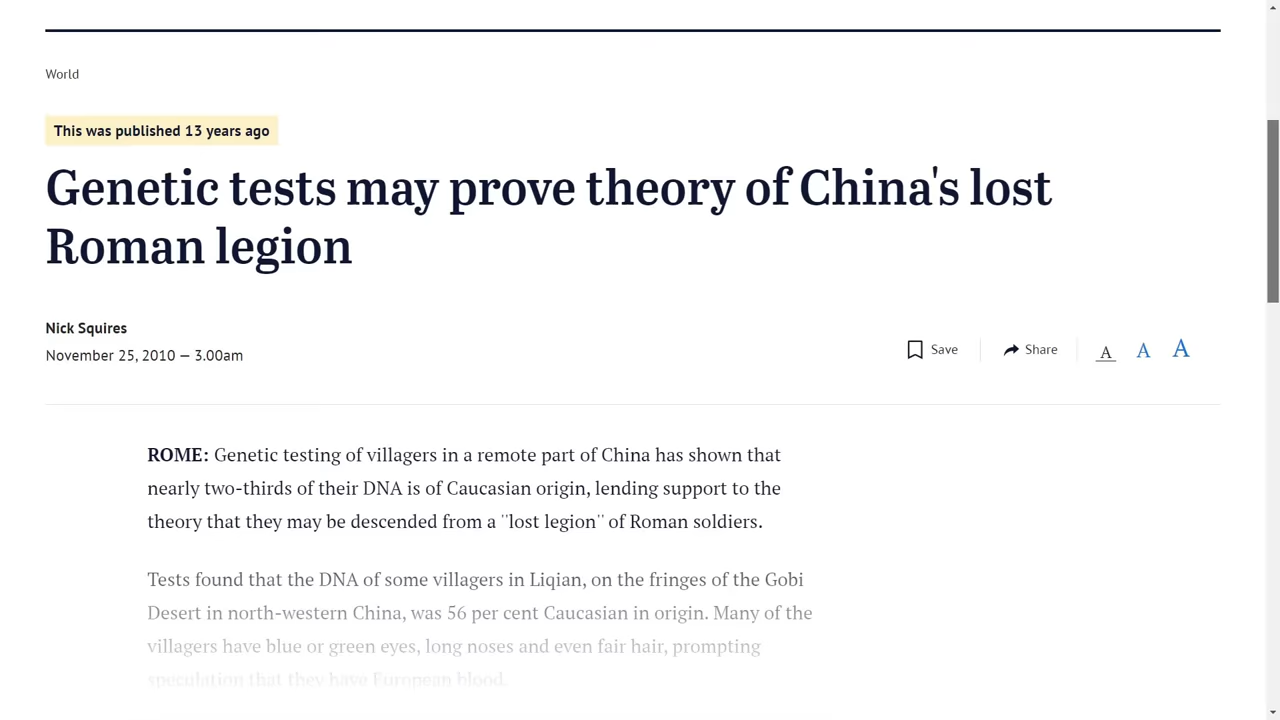 World
This was published 13 years ago
Genetic tests may prove theory of China's lost
Roman legion
Nick Squires
November 25, 2010 — 3.00am
Save
Share
A A A
ROME: Genetic testing of villagers in a remote part of China has shown that
nearly two-thirds of their DNA is of Caucasian origin, lending support to the
theory that they may be descended from a ''lost legion'' of Roman soldiers.
Tests found that the DNA of some villagers in Liqian, on the fringes of the Gobi
Desert in north-western China, was 56 per cent Caucasian in origin. Many of the
villagers have blue or green eyes, long noses and even fair hair, prompting
speculation that they have European blood.